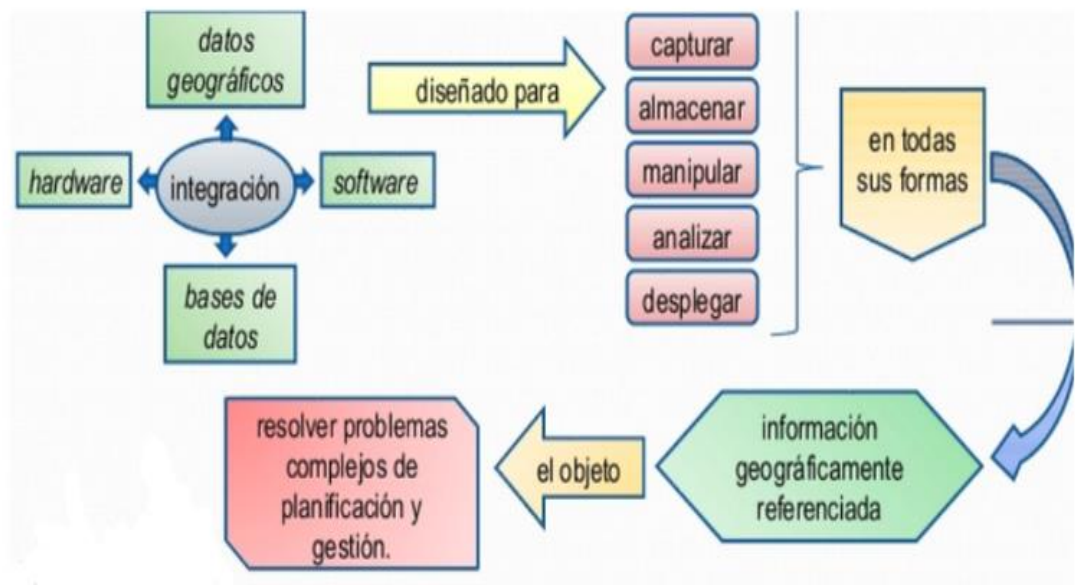 datos
geográficos
hardware
integración
software
bases de
datos
diseñado para
capturar
almacenar
manipular
analizar
desplegar
en todas
sus formas
información
geográficamente
referenciada
el objeto
resolver problemas
complejos de
planificación y
gestión.